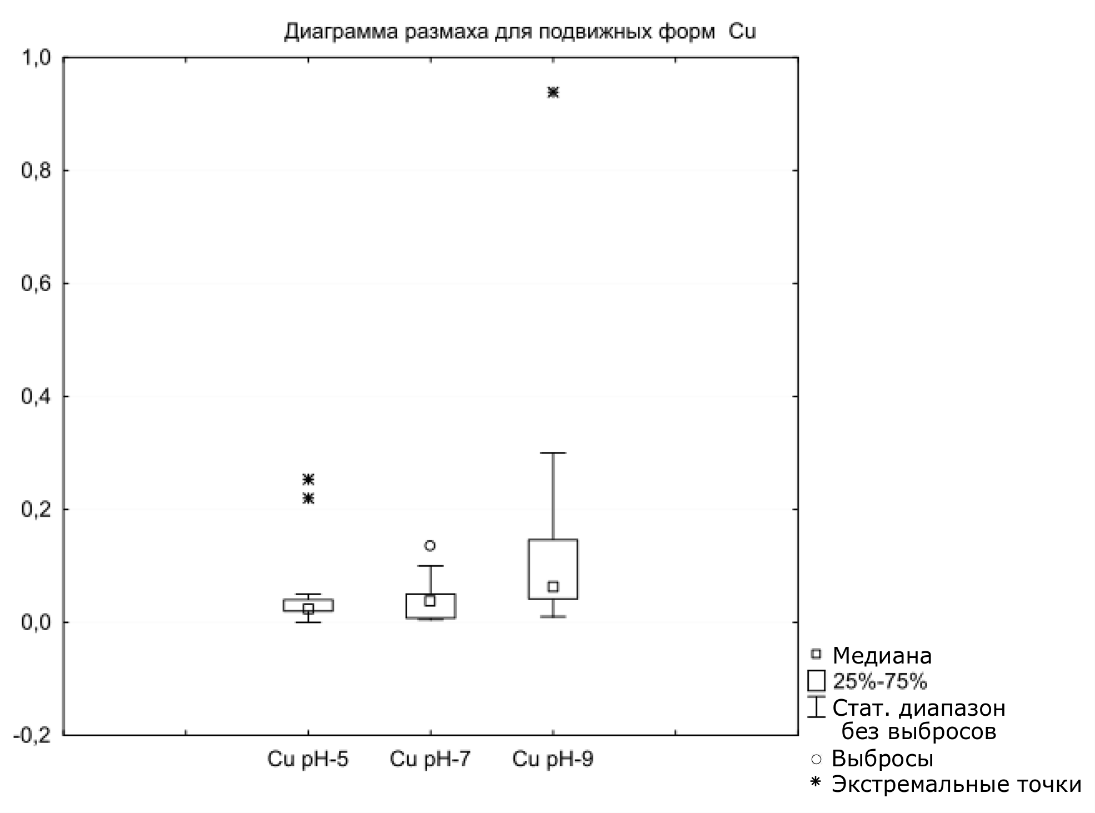 Диаграмма размаха для подвижных форм Cu
1,0
0,8
0,6
0,4
0,2
0,0
-0,2
Cu pH-5 Cu pH-7 Cu pH-9
Медиана
25%-75%
Стат. диапазон
без выбросов
Выбросы
Экстремальные точки